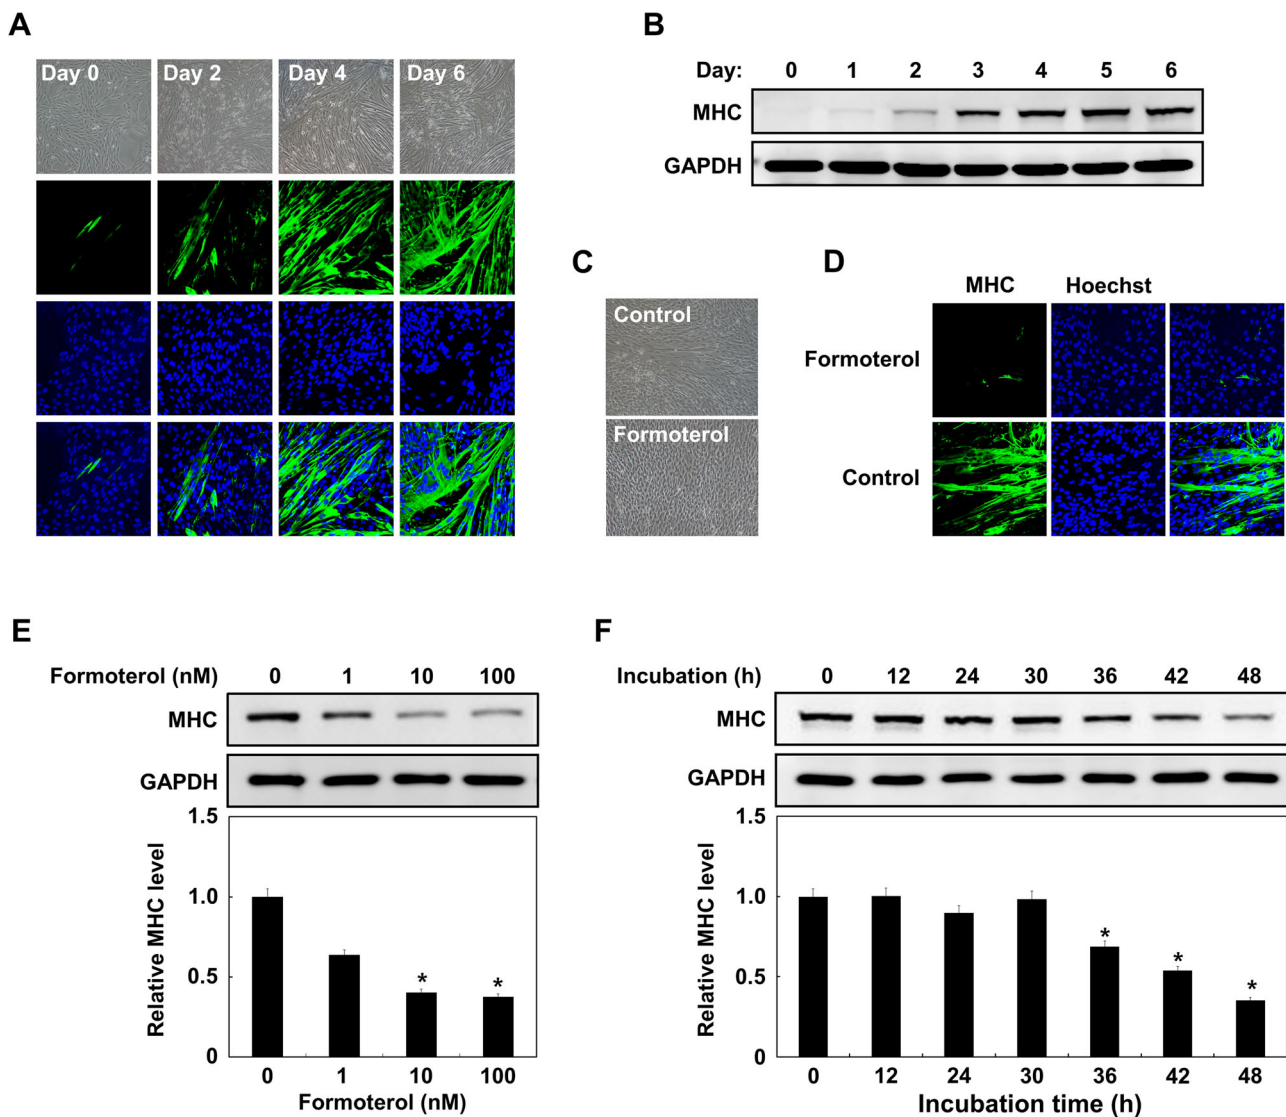 A
Day 0 Day 2 Day 4 Day 6
B
Day: 0 1 2 3 4 5 6
MHC
GAPDH
C
Control
Formoterol
D
MHC Hoechst
Formoterol
Control
E
Formoterol (nM) 0 1 10 100
MHC
GAPDH
1.5
1.0
0.5
0
Relative MHC level
* *
0 1 10 100
Formoterol (nM)
F
Incubation (h) 0 12 24 30 36 42 48
MHC
GAPDH
1.5
1.0
0.5
0
Relative MHC level
* * *
0 12 24 30 36 42 48
Incubation time (h)